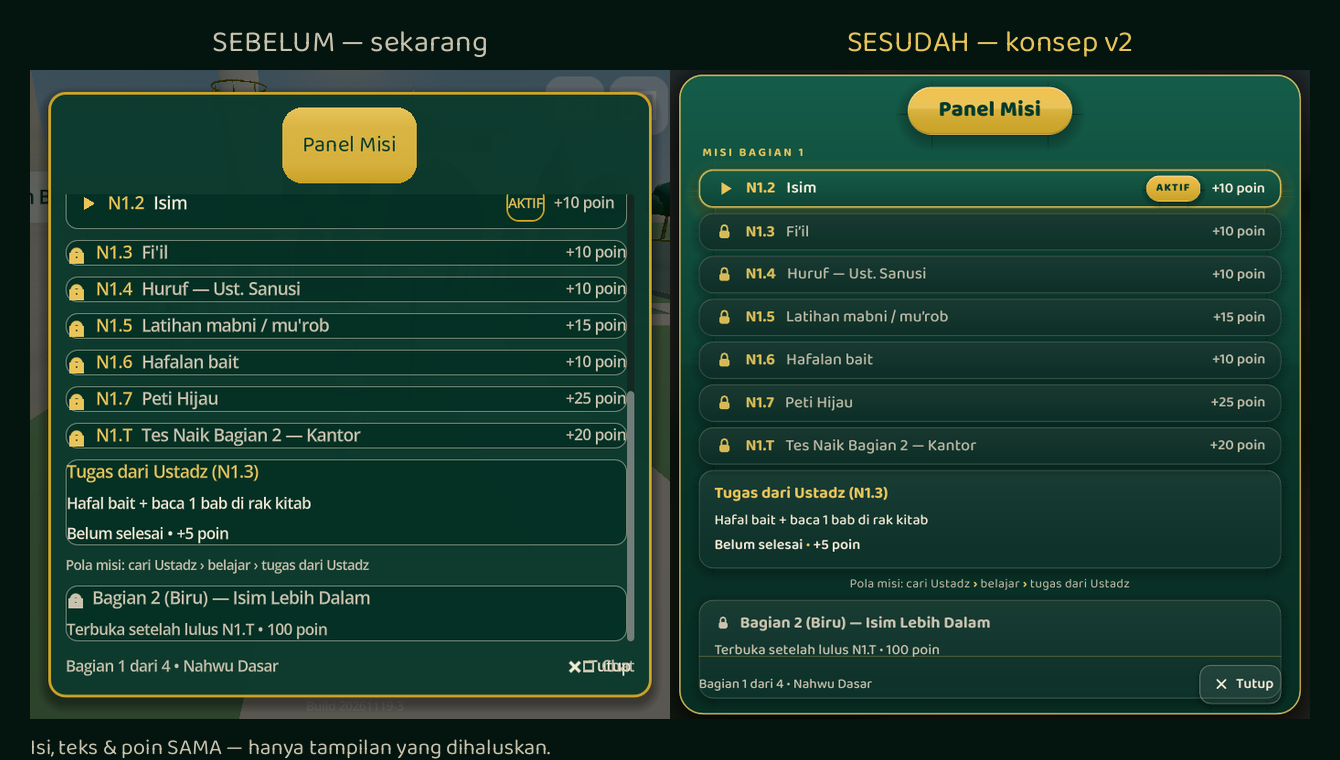 SEBELUM — sekarang
Panel Misi
N1.2 Isim AKTIF +10 poin
N1.3 Fi'il +10 poin
N1.4 Huruf — Ust. Sanusi +10 poin
N1.5 Latihan mabni / mu'rob +15 poin
N1.6 Hafalan bait +10 poin
N1.7 Peti Hijau +25 poin
N1.T Tes Naik Bagian 2 — Kantor +20 poin
Tugas dari Ustadz (N1.3)
Hafal bait + baca 1 bab di rak kitab
Belum selesai • +5 poin
Pola misi: cari Ustadz › belajar › tugas dari Ustadz
Bagian 2 (Biru) — Isim Lebih Dalam
Terbuka setelah lulus N1.T • 100 poin
Bagian 1 dari 4 • Nahwu Dasar
Build 20261119-3
SESUDAH — konsep v2
Panel Misi
MISI BAGIAN 1
N1.2 Isim AKTIF +10 poin
N1.3 Fi'il +10 poin
N1.4 Huruf — Ust. Sanusi +10 poin
N1.5 Latihan mabni / mu'rob +15 poin
N1.6 Hafalan bait +10 poin
N1.7 Peti Hijau +25 poin
N1.T Tes Naik Bagian 2 — Kantor +20 poin
Tugas dari Ustadz (N1.3)
Hafal bait + baca 1 bab di rak kitab
Belum selesai • +5 poin
Pola misi: cari Ustadz › belajar › tugas dari Ustadz
Bagian 2 (Biru) — Isim Lebih Dalam
Terbuka setelah lulus N1.T • 100 poin
Bagian 1 dari 4 • Nahwu Dasar
✕ Tutup
Isi, teks & poin SAMA — hanya tampilan yang dihaluskan.